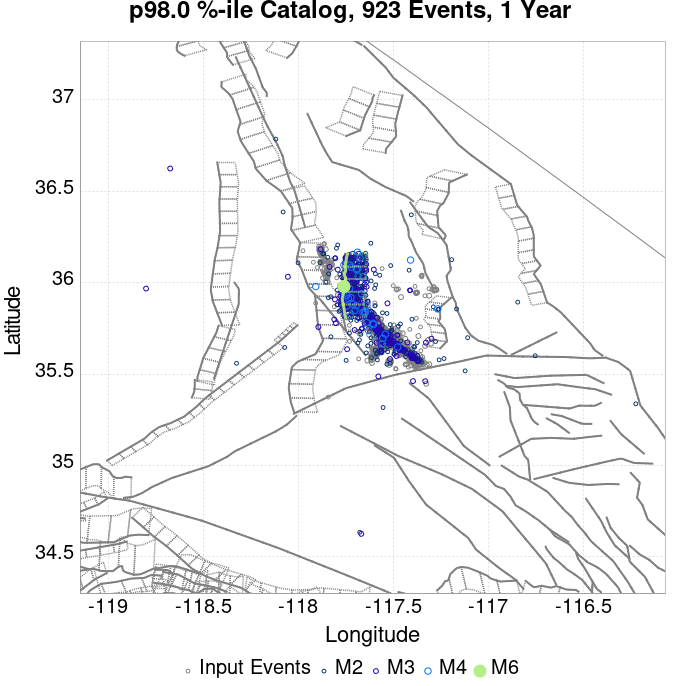 p98.0 %-ile Catalog, 923 Events, 1 Year
37
36.5
36
35.5
35
34.5
Latitude
-119
-118.5
-118
-117.5
-117
-116.5
Longitude
Input Events
M2
M3
M4
M6